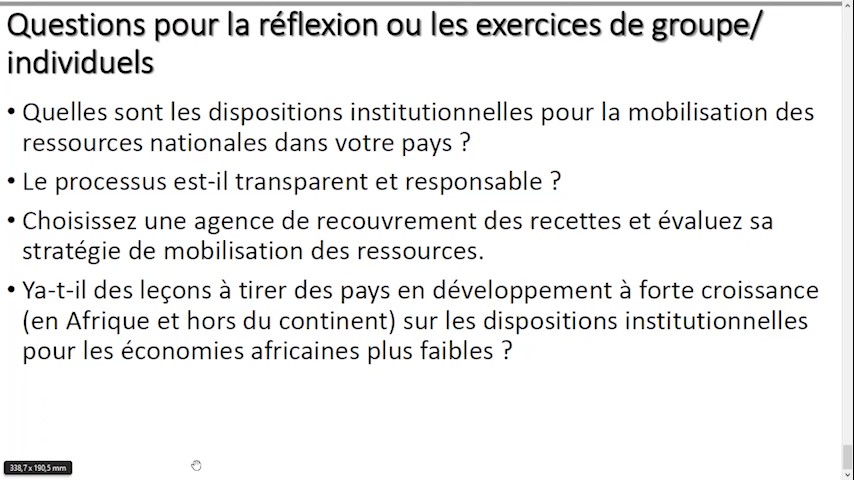 Questions pour la réflexion ou les exercices de groupe/
individuels
• Quelles sont les dispositions institutionnelles pour la mobilisation des
ressources nationales dans votre pays ?
• Le processus est-il transparent et responsable ?
• Choisissez une agence de recouvrement des recettes et évaluez sa
stratégie de mobilisation des ressources.
• Ya-t-il des leçons à tirer des pays en développement à forte croissance
(en Afrique et hors du continent) sur les dispositions institutionnelles
pour les économies africaines plus faibles ?
338,7 x 190,5 mm